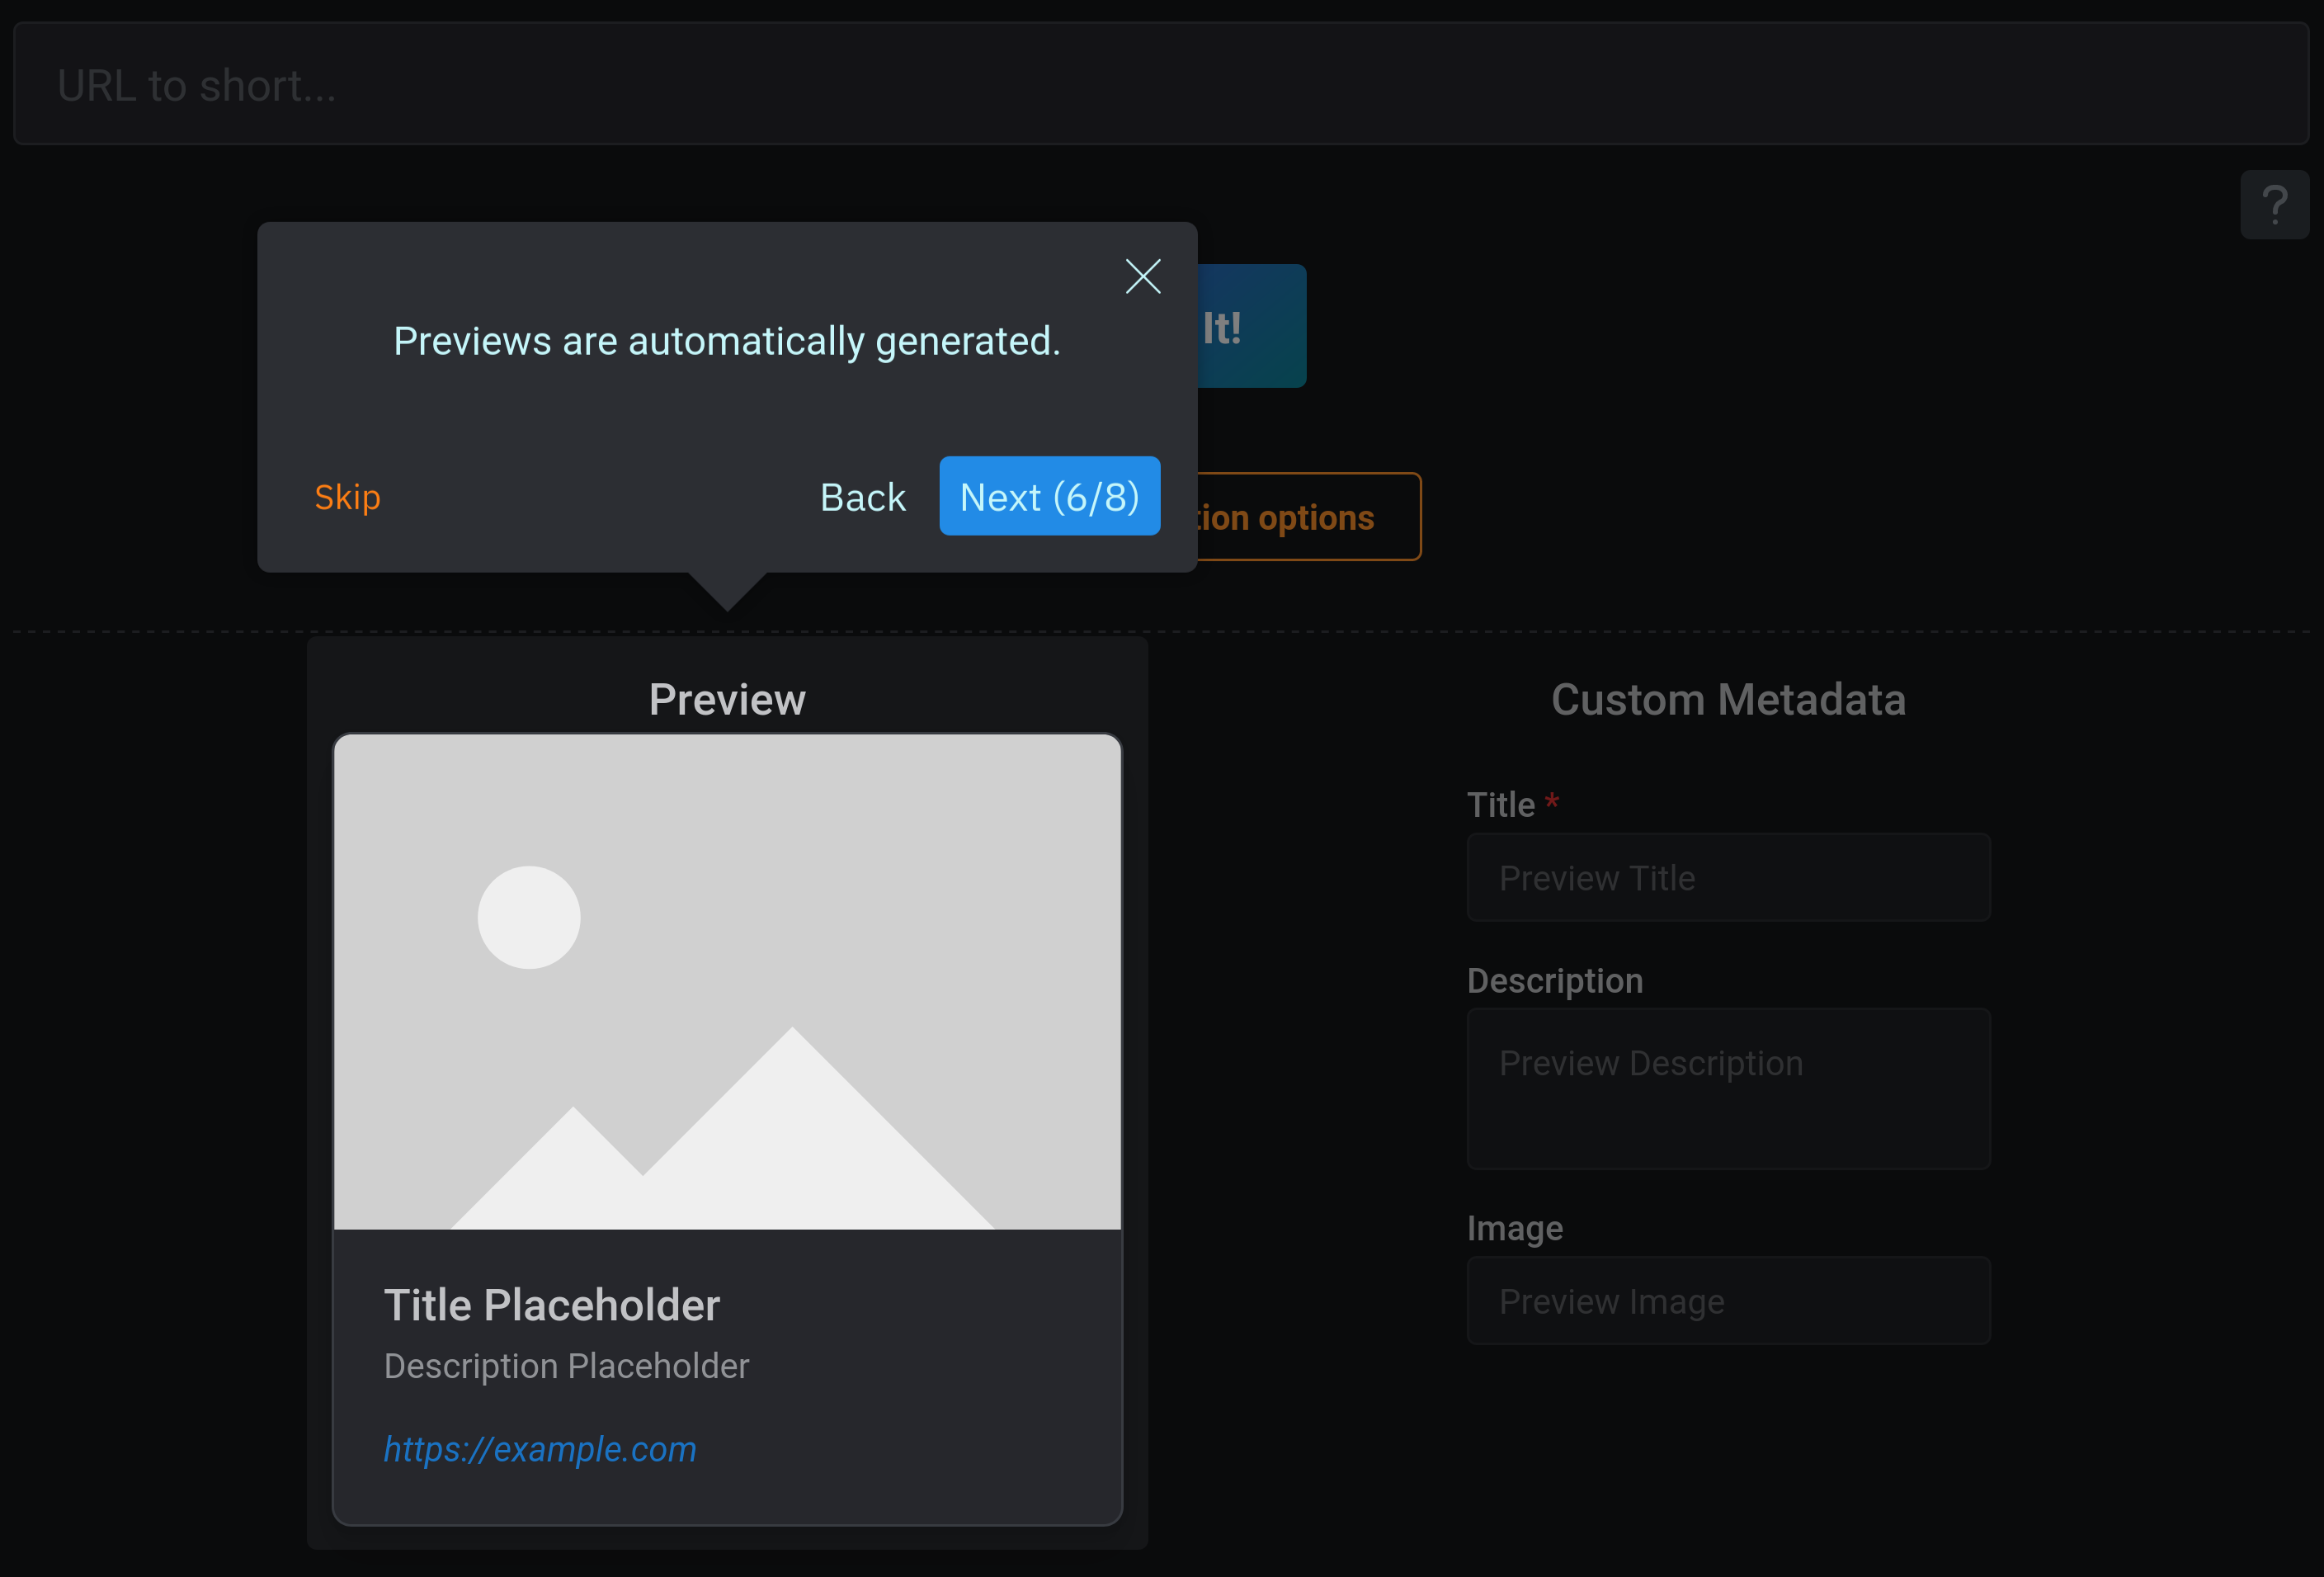 URL to short...
?
It!
Previews are automatically generated.
Skip
Back
Next (6/8)
tion options
Preview
Title Placeholder
Description Placeholder
https://example.com
Custom Metadata
Title *
Preview Title
Description
Preview Description
Image
Preview Image